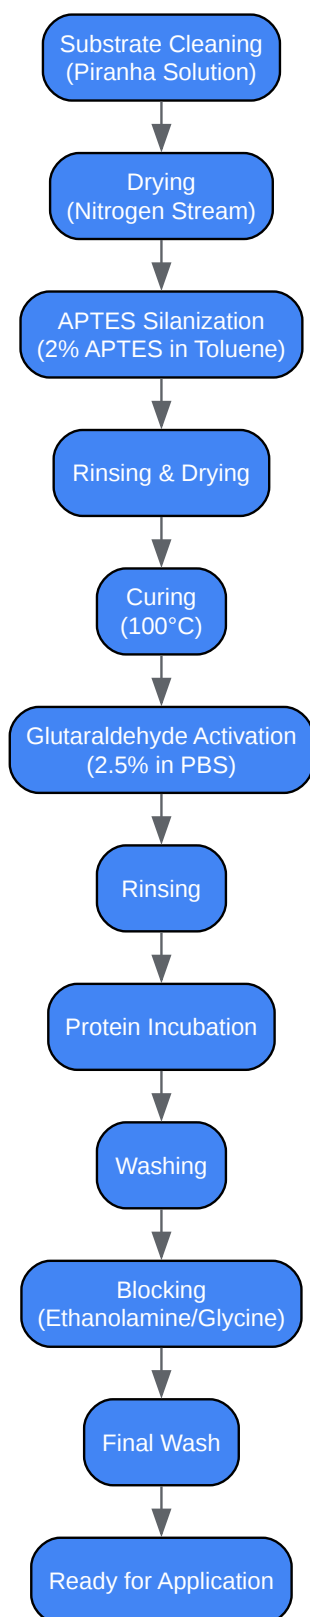 Substrate Cleaning
(Piranha Solution)
Drying
(Nitrogen Stream)
APTES Silanization
(2% APTES in Toluene)
Rinsing & Drying
Curing
(100°C)
Glutaraldehyde Activation
(2.5% in PBS)
Rinsing
Protein Incubation
Washing
Blocking
(Ethanolamine/Glycine)
Final Wash
Ready for Application